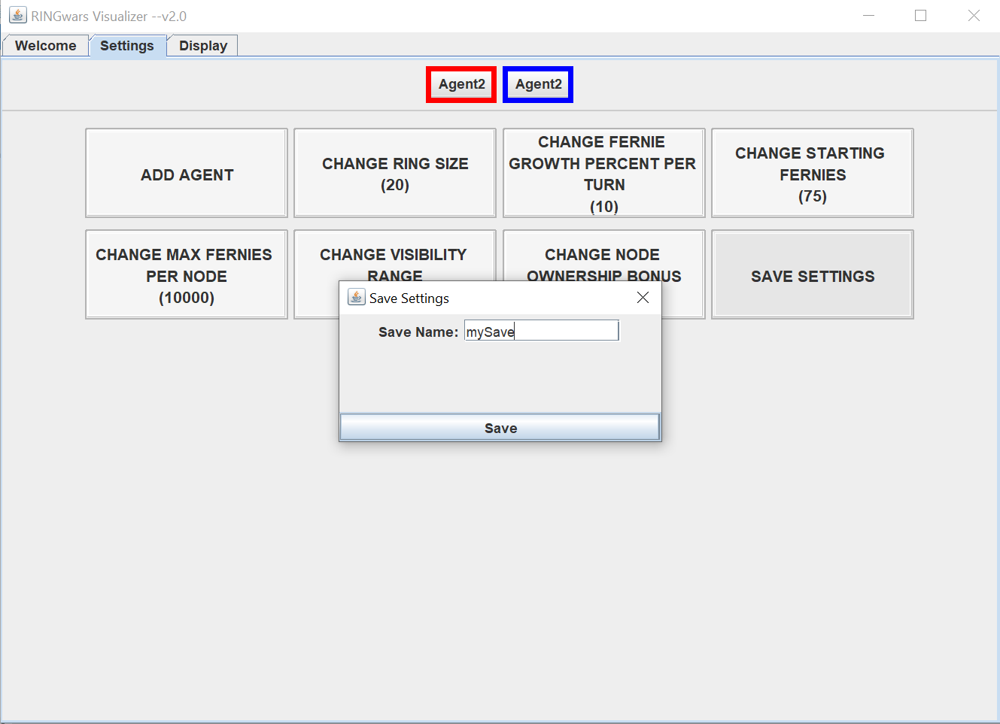 RINGwars Visualizer --v2.0
Welcome
Settings
Display
Agent2
Agent2
ADD AGENT
CHANGE RING SIZE
(20)
CHANGE FERNIE
GROWTH PERCENT PER
TURN
(10)
CHANGE STARTING
FERNIES
(75)
CHANGE MAX FERNIES
PER NODE
(10000)
CHANGE VISIBILITY
RANGE
CHANGE NODE
OWNERSHIP BONUS
SAVE SETTINGS
Save Settings
Save Name:
mySave
Save